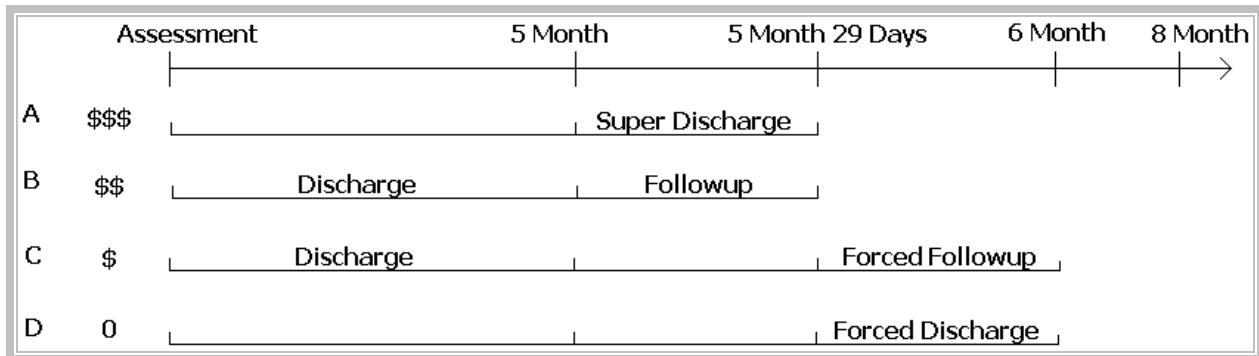 Assessment 5 Month 5 Month 29 Days 6 Month 8 Month
A $$$ Super Discharge
B $$ Discharge Followup
C $ Discharge Forced Followup
D 0 Forced Discharge